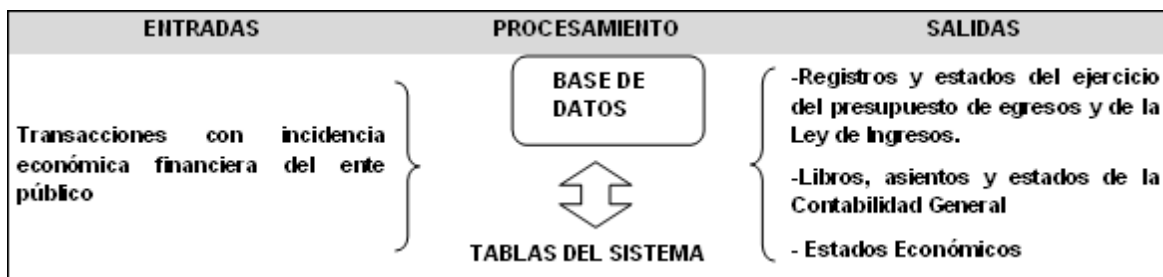 ENTRADAS
PROCESAMIENTO
SALIDAS
Transacciones con incidencia
económica financiera del ente
público
BASE DE
DATOS
TABLAS DEL SISTEMA
-Registros y estados del ejercicio
del presupuesto de egresos y de la
Ley de Ingresos.
-Libros, asientos y estados de la
Contabilidad General
- Estados Económicos